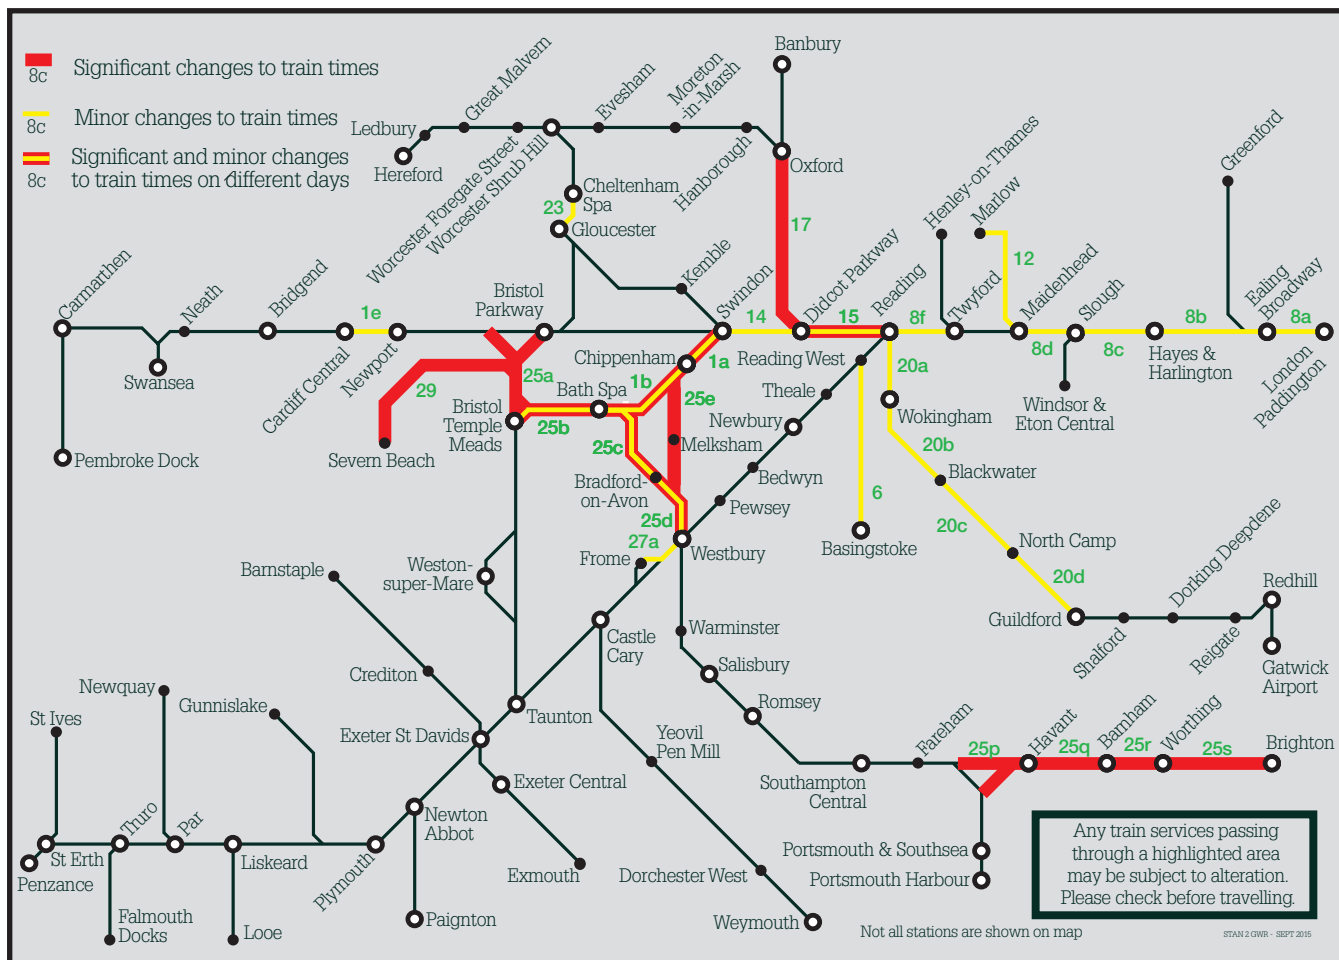 8c
Significant changes to train times
8c
Minor changes to train times
8c
Significant and minor changes
to train times on different days
Banbury
Great Malvern
Evesham
Moreton
-in-Marsh
Ledbury
Hereford
Worcester Foregate Street
Worcester Shrub Hill
Hanborough
Oxford
Henley-on-Thames
Marlow
Greenford
Cheltenham
Spa
23
Gloucester
17
12
Kemble
Carmarthen
Neath
Bridgend
1e
Bristol
Parkway
Swindon
14
Didcot Parkway
15
Reading
8f
Twyford
Maidenhead
8d
Slough
8c
8b
Ealing
Broadway
8a
Swansea
Cardiff Central
Newport
Chippenham
1a
Reading West
20a
Hayes &
Harlington
London
Paddington
29
25a
Bath Spa
1b
25e
Theale
Wokingham
Windsor &
Eton Central
Bristol
Temple
Meads
25b
Newbury
Pembroke Dock
Severn Beach
25c
Melksham
20b
Bradford-
on-Avon
Bedwyn
6
Blackwater
25d
Pewsey
20c
27a
Westbury
Basingstoke
North Camp
Frome
Barnstaple
Weston-
super-Mare
20d
Dorking Deepdene
Redhill
Guildford
Shalford
Reigate
Gatwick
Airport
Castle
Cary
Warminster
Crediton
Salisbury
Newquay
Gunnislake
St Ives
Taunton
Romsey
Exeter St Davids
Yeovil
Pen Mill
Fareham
25p
Havant
25q
Barnham
25r
Worthing
25s
Brighton
Exeter Central
Southampton
Central
Truro
Par
Newton
Abbot
St Erth
Penzance
Liskeard
Plymouth
Exmouth
Dorchester West
Portsmouth & Southsea
Portsmouth Harbour
Falmouth
Docks
Looe
Paignton
Weymouth
Any train services passing
through a highlighted area
may be subject to alteration.
Please check before travelling.
Not all stations are shown on map
STAN 2 GWR - SEPT 2015